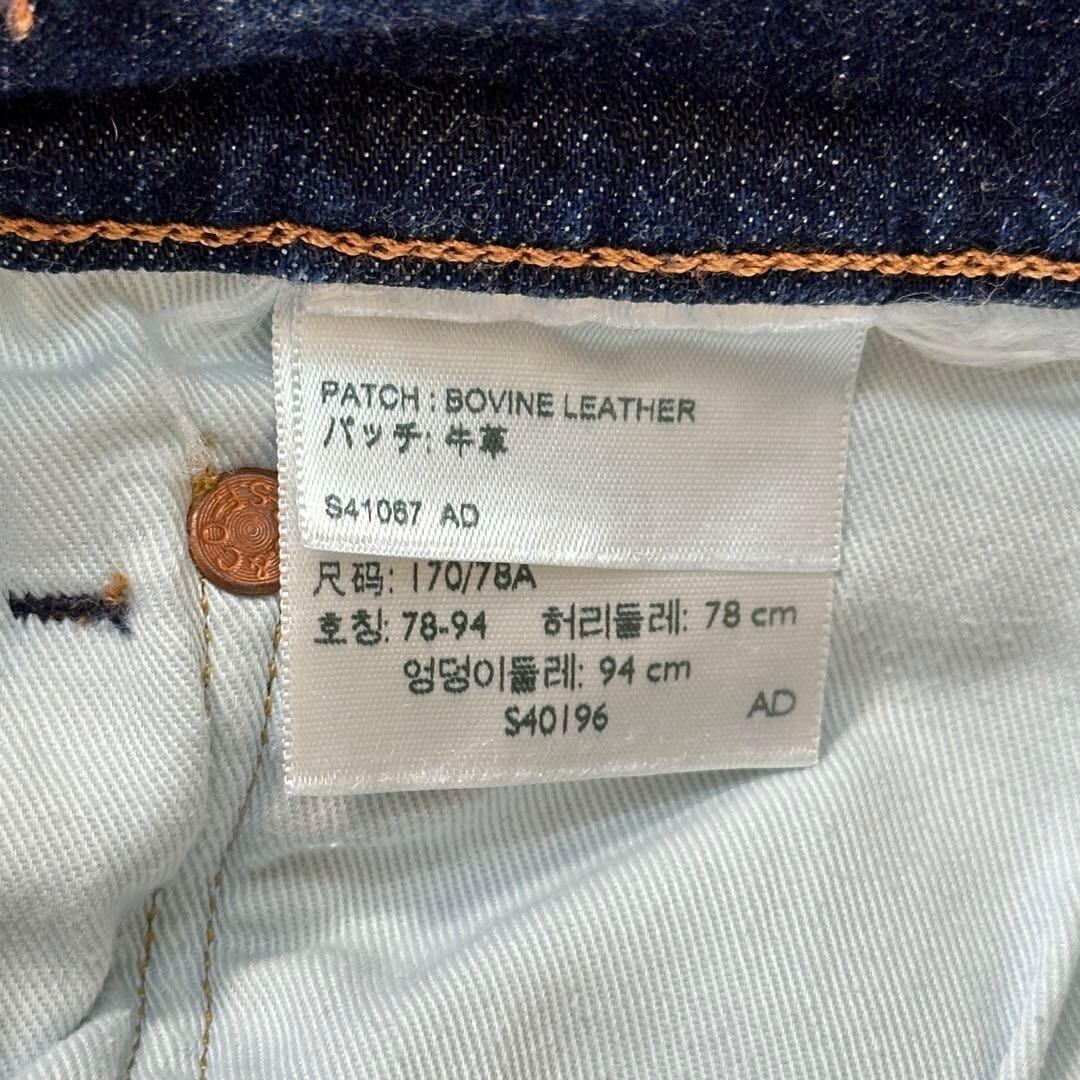 PATCH : BOVINE LEATHER
パッチ: 牛革
S41067 AD
尺码: 170/78A
호칭: 78-94 허리둘레: 78 cm
엉덩이둘레: 94 cm
S40196 AD